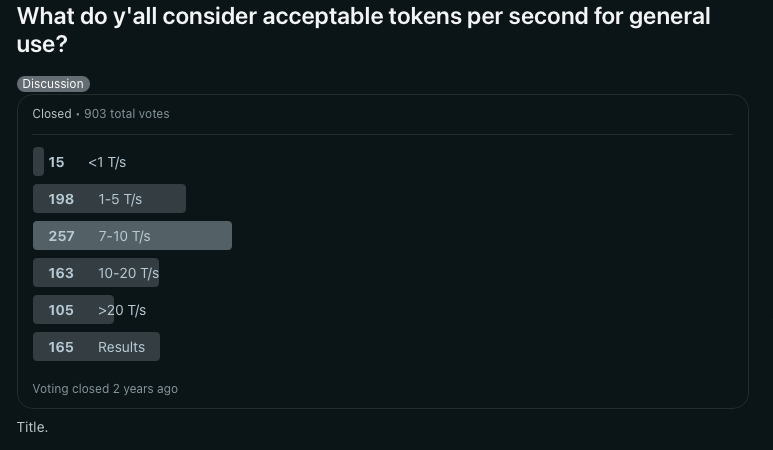 What do y'all consider acceptable tokens per second for general
use?
Discussion
Closed • 903 total votes
15 <1 T/s
198 1-5 T/s
257 7-10 T/s
163 10-20 T/s
105 >20 T/s
165 Results
Voting closed 2 years ago
Title.